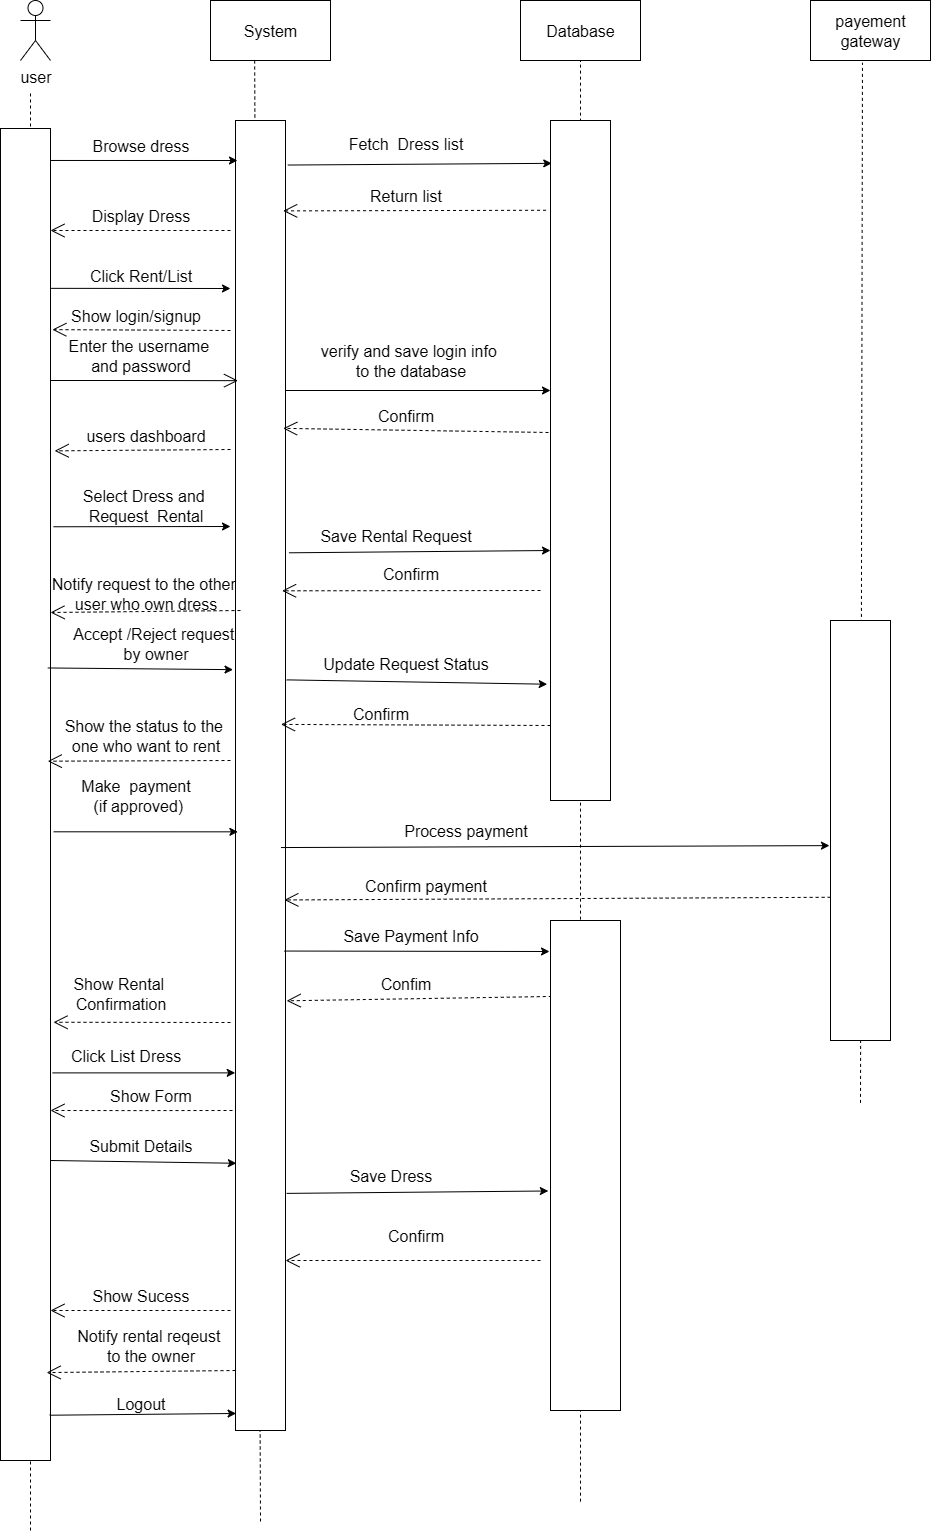 user
System
Database
payement
gateway
Browse dress
Fetch Dress list
Return list
Display Dress
Click Rent/List
Show login/signup
Enter the username
and password
verify and save login info
to the database
Confirm
users dashboard
Select Dress and
Request Rental
Save Rental Request
Confirm
Notify request to the other
user who own dress
Accept /Reject request
by owner
Update Request Status
Confirm
Show the status to the
one who want to rent
Make payment
(if approved)
Process payment
Confirm payment
Save Payment Info
Confim
Show Rental
Confirmation
Click List Dress
Show Form
Submit Details
Save Dress
Confirm
Show Sucess
Notify rental reqeust
to the owner
Logout